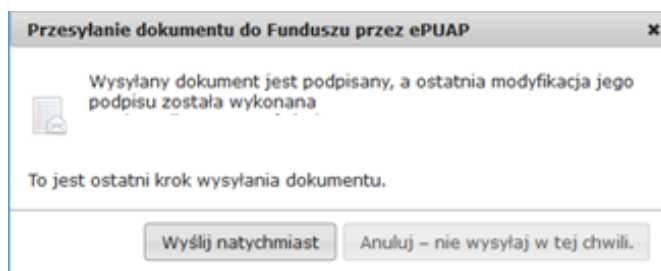 Przesyłanie dokumentu do Funduszu przez ePUAP
Wysyłany dokument jest podpisany, a ostatnia modyfikacja jego
podpisu została wykonana
To jest ostatni krok wysyłania dokumentu.
Wyślij natychmiast
Anuluj – nie wysyłaj w tej chwili.